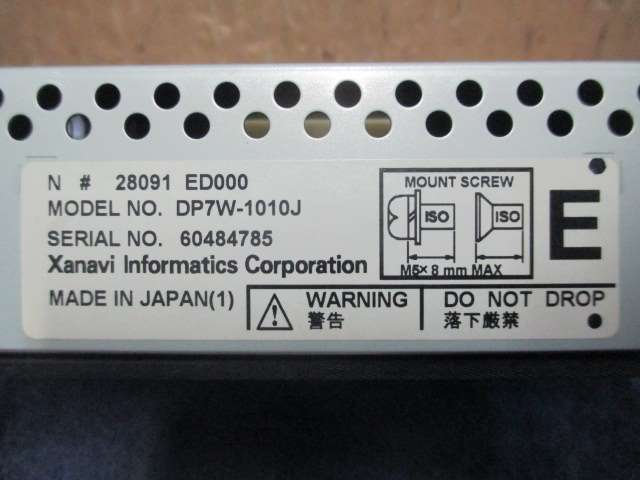 N # 28091 ED000
MODEL NO. DP7W-1010J
SERIAL NO. 60484785
Xanavi Informatics Corporation
MADE IN JAPAN(1)
MOUNT SCREW
ISO ISO
M5×8 mm MAX
E
WARNING
警告
DO NOT DROP
落下厳禁